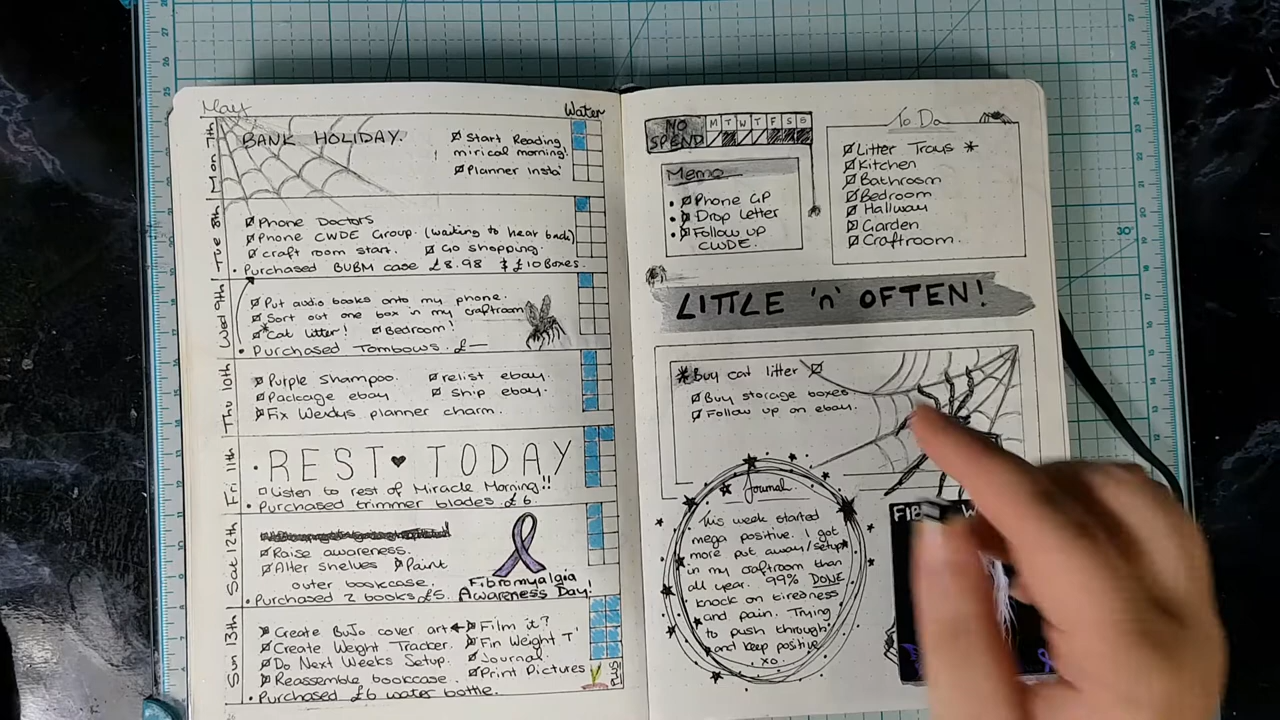 May
Water
Mon 7th
BANK HOLIDAY.
Start Reading
mirical morning!
Planner Insta
Tue 8th
Phone Doctors
Phone CWDE Group. (waiting to hear back)
craft room start. Go shopping.
Purchased BUBM case £8.98 & £10 Boxes.
Wed 9th
Put audio books onto my phone.
Sort out one box in my craftroom
*Cat litter! Bedroom!
Purchased Tombows. £—
Thu 10th
Purple Shampoo. relist ebay.
Package ebay Ship ebay.
Fix Wendys planner charm.
Fri 11th
REST ♥ TODAY
Listen to rest of Miracle Morning!!
Purchased trimmer blades. £6.
Sat 12th
Raise awareness.
Alter shelves Paint
outer bookcase.
Purchased 2 books £5.
Fibromyalgia
Awareness Day!
Sun 13th
Create BuJo cover art ← Film it?
Create Weight Tracker. Fin Weight T'
Do Next Weeks Setup. Journal.
Reassemble bookcase. Print Pictures
Purchased £6 water bottle.
PLUS
NO
SPEND
M T W T F S S
Memo
Phone GP
Drop Letter
Follow up
CWDE.
To Do
Litter Trays *
Kitchen
Bathroom
Bedroom
Hallway
Garden
Craftroom.
LITTLE 'n' OFTEN!
*Buy cat litter
Buy storage boxes
Follow up on ebay.
Journal
This week started
mega positive. I got
more put away/setup
in my craftroom than
all year. 99% DONE
knock on tiredness
and pain. Trying
to push through
and keep positive
xo.